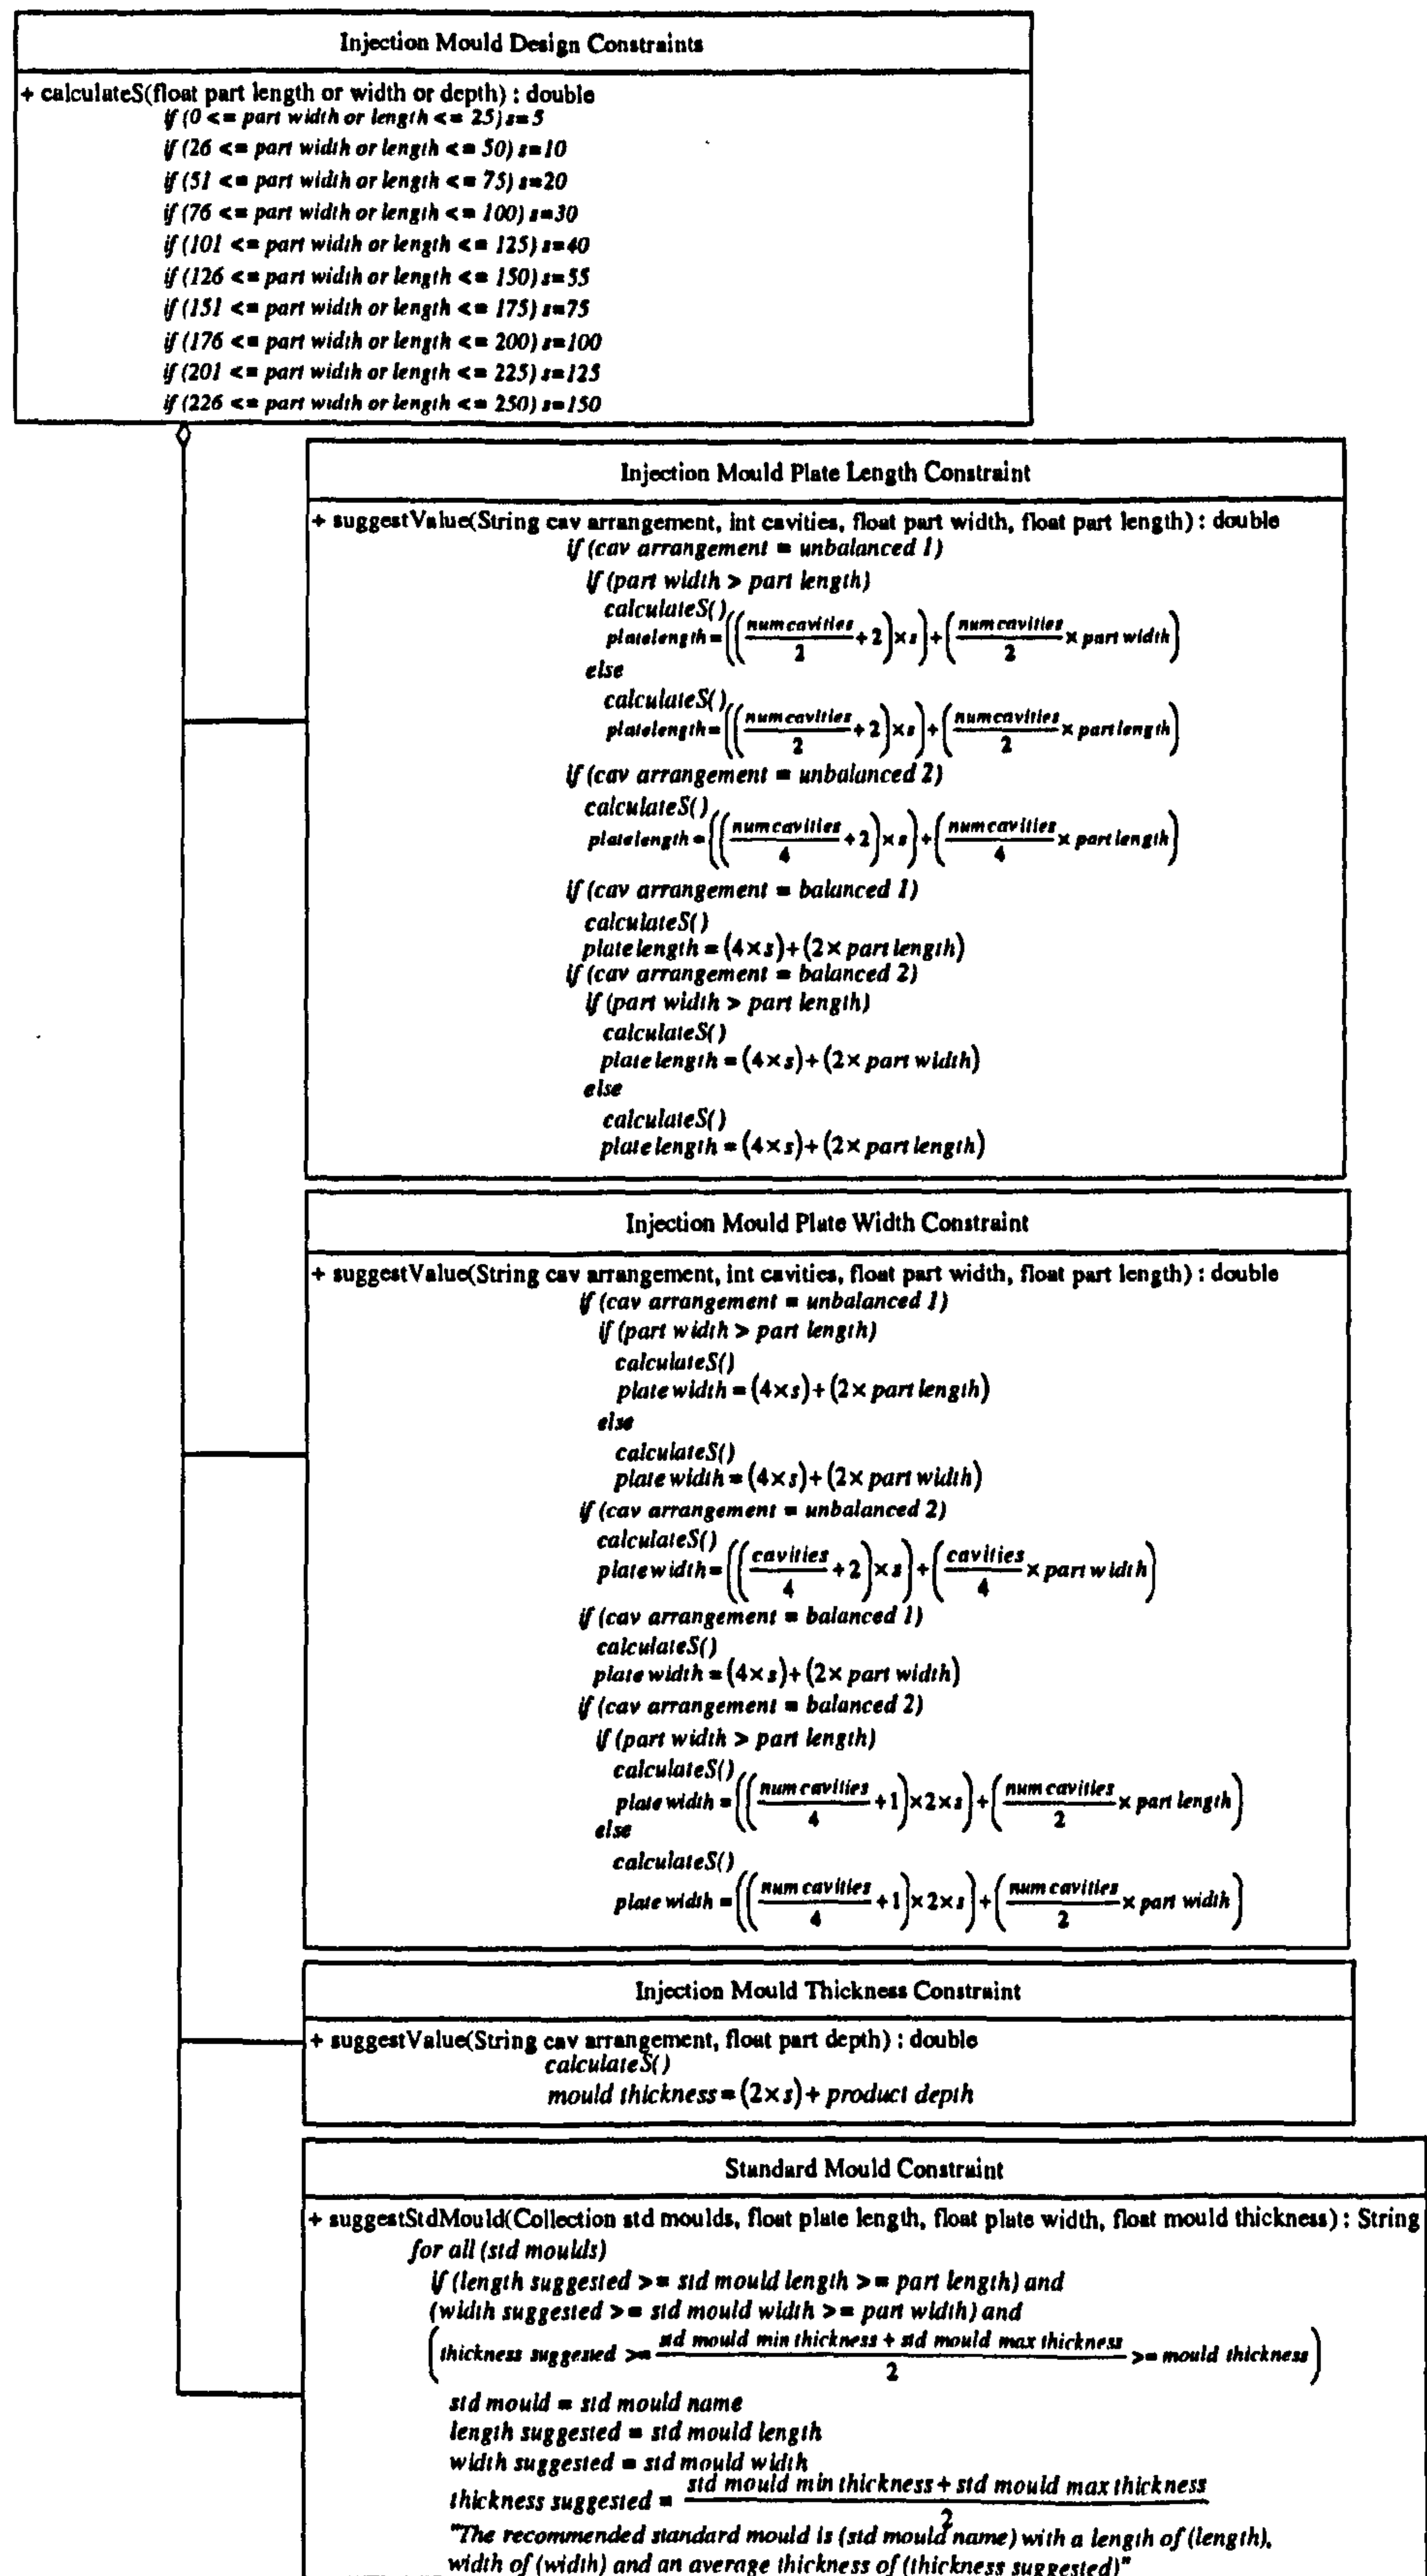 Injection Mould Design Constraints
+ calculateS(float part length or width or depth) : double
if (0 <= part width or length <= 25) s=5
if (26 <= part width or length <= 50) s=10
if (51 <= part width or length <= 75) s=20
if (76 <= part width or length <= 100) s=30
if (101 <= part width or length <= 125) s=40
if (126 <= part width or length <= 150) s=55
if (151 <= part width or length <= 175) s=75
if (176 <= part width or length <= 200) s=100
if (201 <= part width or length <= 225) s=125
if (226 <= part width or length <= 250) s=150
Injection Mould Plate Length Constraint
+ suggestValue(String cav arrangement, int cavities, float part width, float part length) : double
if (cav arrangement = unbalanced 1)
if (part width > part length)
calculateS()
plate length = (((num cavities / 2) + 2) × s) + ((num cavities / 2) × part width)
else
calculateS()
plate length = (((num cavities / 2) + 2) × s) + ((num cavities / 2) × part length)
if (cav arrangement = unbalanced 2)
calculateS()
plate length = (((num cavities / 4) + 2) × s) + ((num cavities / 4) × part length)
if (cav arrangement = balanced 1)
calculateS()
plate length = (4×s)+(2× part length)
if (cav arrangement = balanced 2)
if (part width > part length)
calculateS()
plate length = (4×s)+(2× part width)
else
calculateS()
plate length = (4×s)+(2× part length)
Injection Mould Plate Width Constraint
+ suggestValue(String cav arrangement, int cavities, float part width, float part length) : double
if (cav arrangement = unbalanced 1)
if (part width > part length)
calculateS()
plate width = (4×s)+(2× part length)
else
calculateS()
plate width = (4×s)+(2× part width)
if (cav arrangement = unbalanced 2)
calculateS()
plate width = (((cavities / 4) + 2) × s) + ((cavities / 4) × part width)
if (cav arrangement = balanced 1)
calculateS()
plate width = (4×s)+(2× part width)
if (cav arrangement = balanced 2)
if (part width > part length)
calculateS()
plate width = (((num cavities / 4) + 1) × 2 × s) + ((num cavities / 2) × part length)
else
calculateS()
plate width = (((num cavities / 4) + 1) × 2 × s) + ((num cavities / 2) × part width)
Injection Mould Thickness Constraint
+ suggestValue(String cav arrangement, float part depth) : double
calculateS()
mould thickness = (2×s)+ product depth
Standard Mould Constraint
+ suggestStdMould(Collection std moulds, float plate length, float plate width, float mould thickness) : String
for all (std moulds)
if (length suggested >= std mould length >= part length) and
(width suggested >= std mould width >= part width) and
(thickness suggested >= (std mould min thickness + std mould max thickness) / 2 >= mould thickness)
std mould = std mould name
length suggested = std mould length
width suggested = std mould width
thickness suggested = (std mould min thickness + std mould max thickness) / 2
"The recommended standard mould is (std mould name) with a length of (length),
width of (width) and an average thickness of (thickness suggested)"